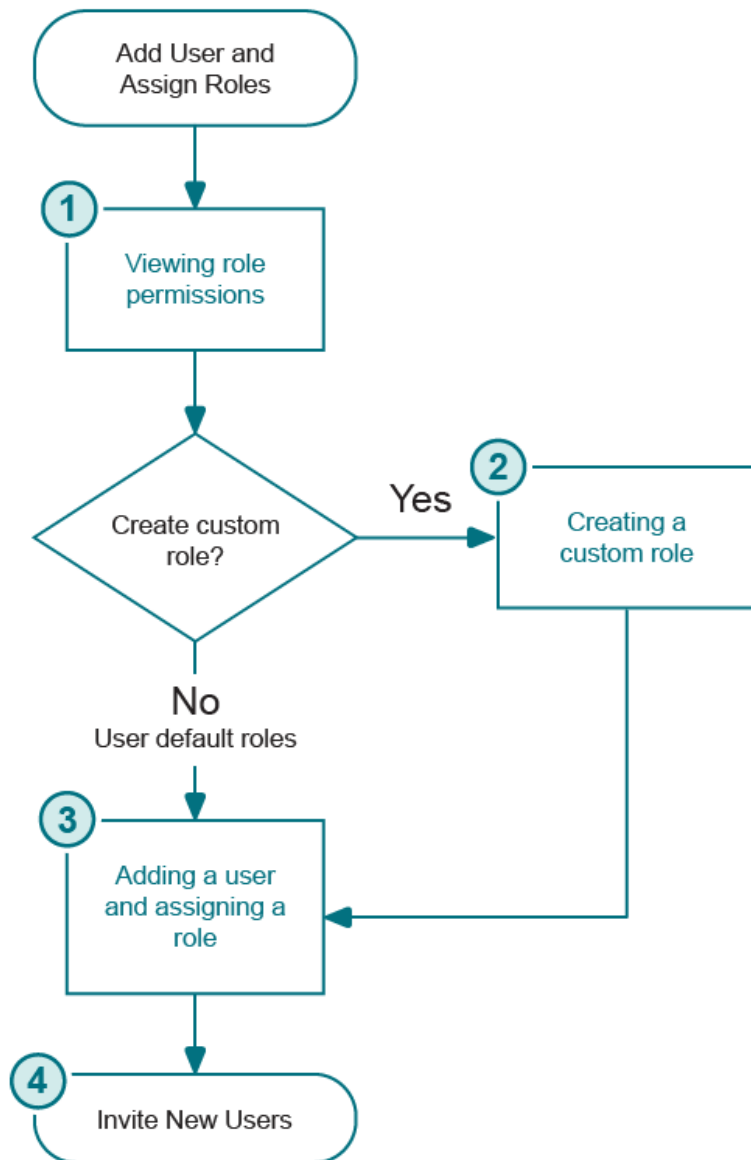 Add User and
Assign Roles
1
Viewing role
permissions
Create custom
role?
Yes
2
Creating a
custom role
No
User default roles
3
Adding a user
and assigning a
role
4
Invite New Users